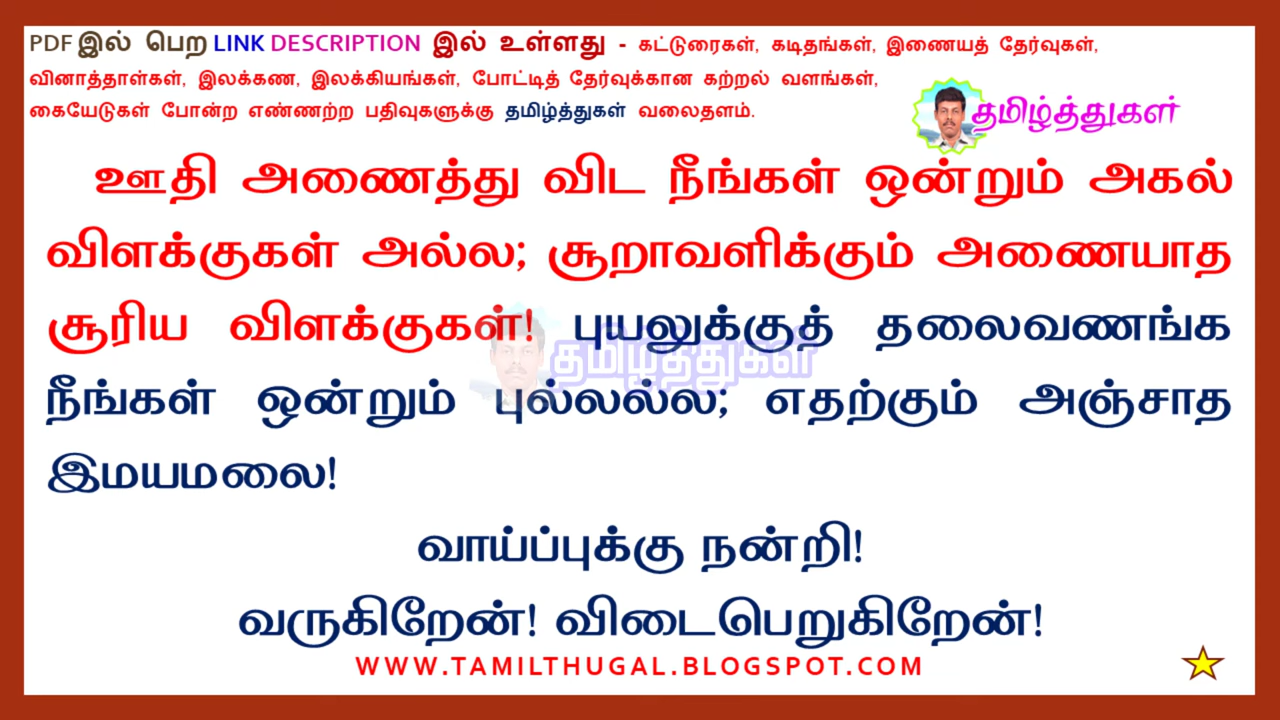 PDF இல் பெற LINK DESCRIPTION இல் உள்ளது - கட்டுரைகள், கடிதங்கள், இணையத் தேர்வுகள்,
வினாத்தாள்கள், இலக்கண, இலக்கியங்கள், போட்டித் தேர்வுக்கான கற்றல் வளங்கள்,
கையேடுகள் போன்ற எண்ணற்ற பதிவுகளுக்கு தமிழ்த்துகள் வலைதளம்.
தமிழ்த்துகள்
ஊதி அணைத்து விட நீங்கள் ஒன்றும் அகல்
விளக்குகள் அல்ல; சூறாவளிக்கும் அணையாத
சூரிய விளக்குகள்! புயலுக்குத் தலைவணங்க
தமிழ்த்துகள்
நீங்கள் ஒன்றும் புல்லல்ல; எதற்கும் அஞ்சாத
இமயமலை!
வாய்ப்புக்கு நன்றி!
வருகிறேன்! விடைபெறுகிறேன்!
WWW.TAMILTHUGAL.BLOGSPOT.COM